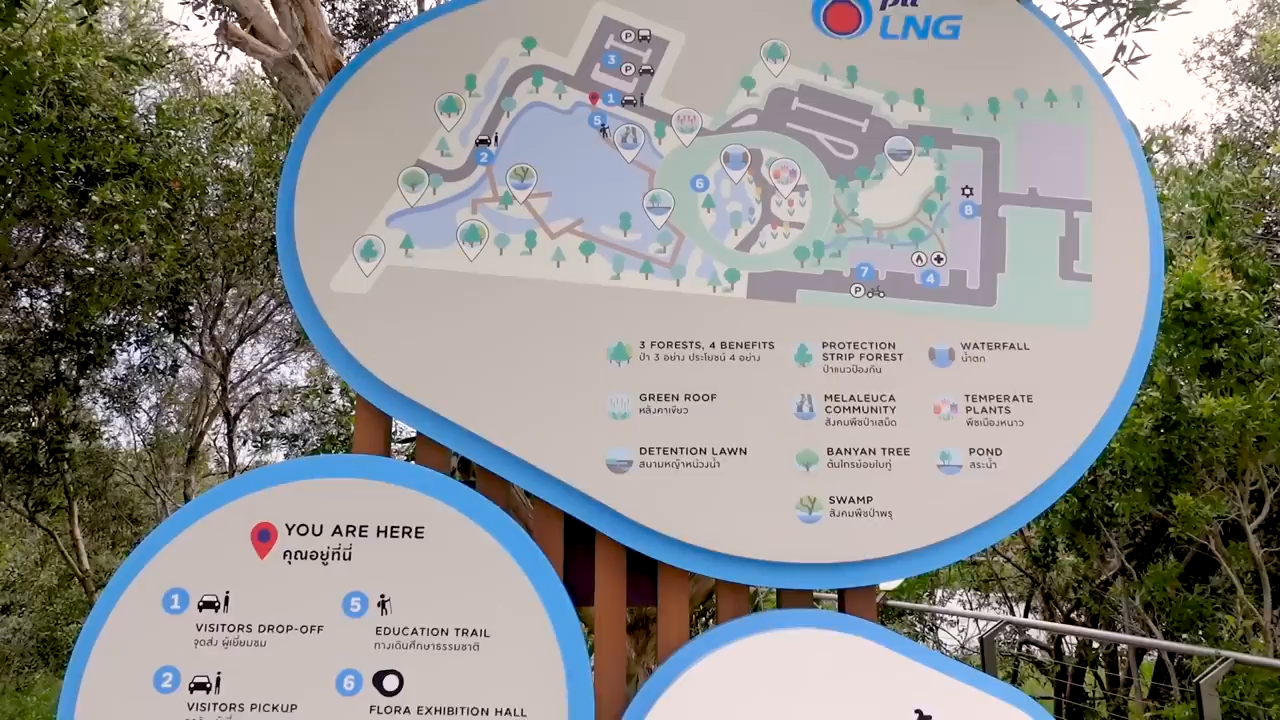 ptt
LNG
P
3
P
1
5
2
6
8
7
4
P
3 FORESTS, 4 BENEFITS
ป่า 3 อย่าง ประโยชน์ 4 อย่าง
PROTECTION
STRIP FOREST
ป่าแนวป้องกัน
WATERFALL
น้ำตก
GREEN ROOF
หลังคาเขียว
MELALEUCA
COMMUNITY
สังคมพืชป่าเสม็ด
TEMPERATE
PLANTS
พืชเมืองหนาว
DETENTION LAWN
สนามหญ้าหน่วงน้ำ
BANYAN TREE
ต้นไทรย้อยใบทู่
POND
สระน้ำ
SWAMP
สังคมพืชป่าพรุ
YOU ARE HERE
คุณอยู่ที่นี่
1
VISITORS DROP-OFF
จุดส่ง ผู้เยี่ยมชม
5
EDUCATION TRAIL
ทางเดินศึกษาธรรมชาติ
2
VISITORS PICKUP
6
FLORA EXHIBITION HALL